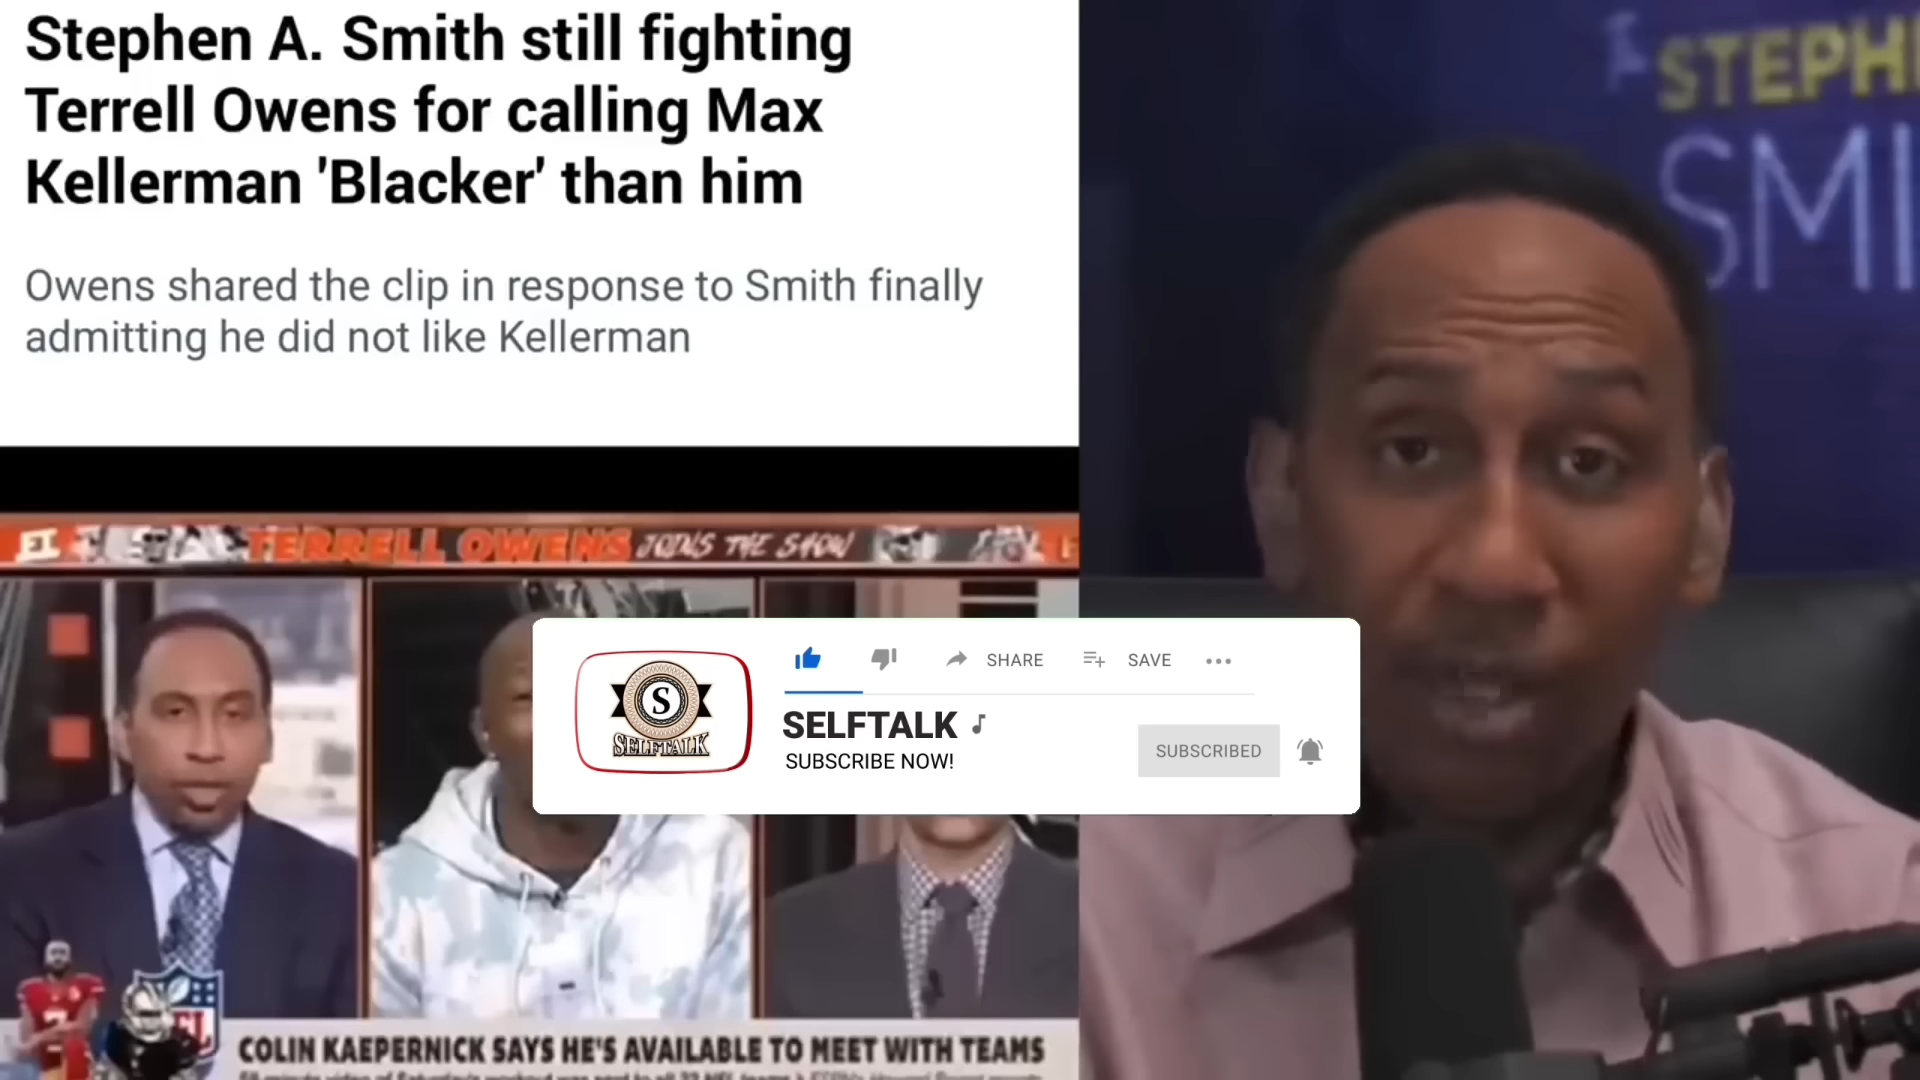 Stephen A. Smith still fighting
Terrell Owens for calling Max
Kellerman 'Blacker' than him
Owens shared the clip in response to Smith finally
admitting he did not like Kellerman
STEPH
SMI
TERRELL OWENS JOINS THE SHOW
SHARE
SAVE
S
SELFTALK
SELFTALK
SUBSCRIBE NOW!
SUBSCRIBED
COLIN KAEPERNICK SAYS HE'S AVAILABLE TO MEET WITH TEAMS